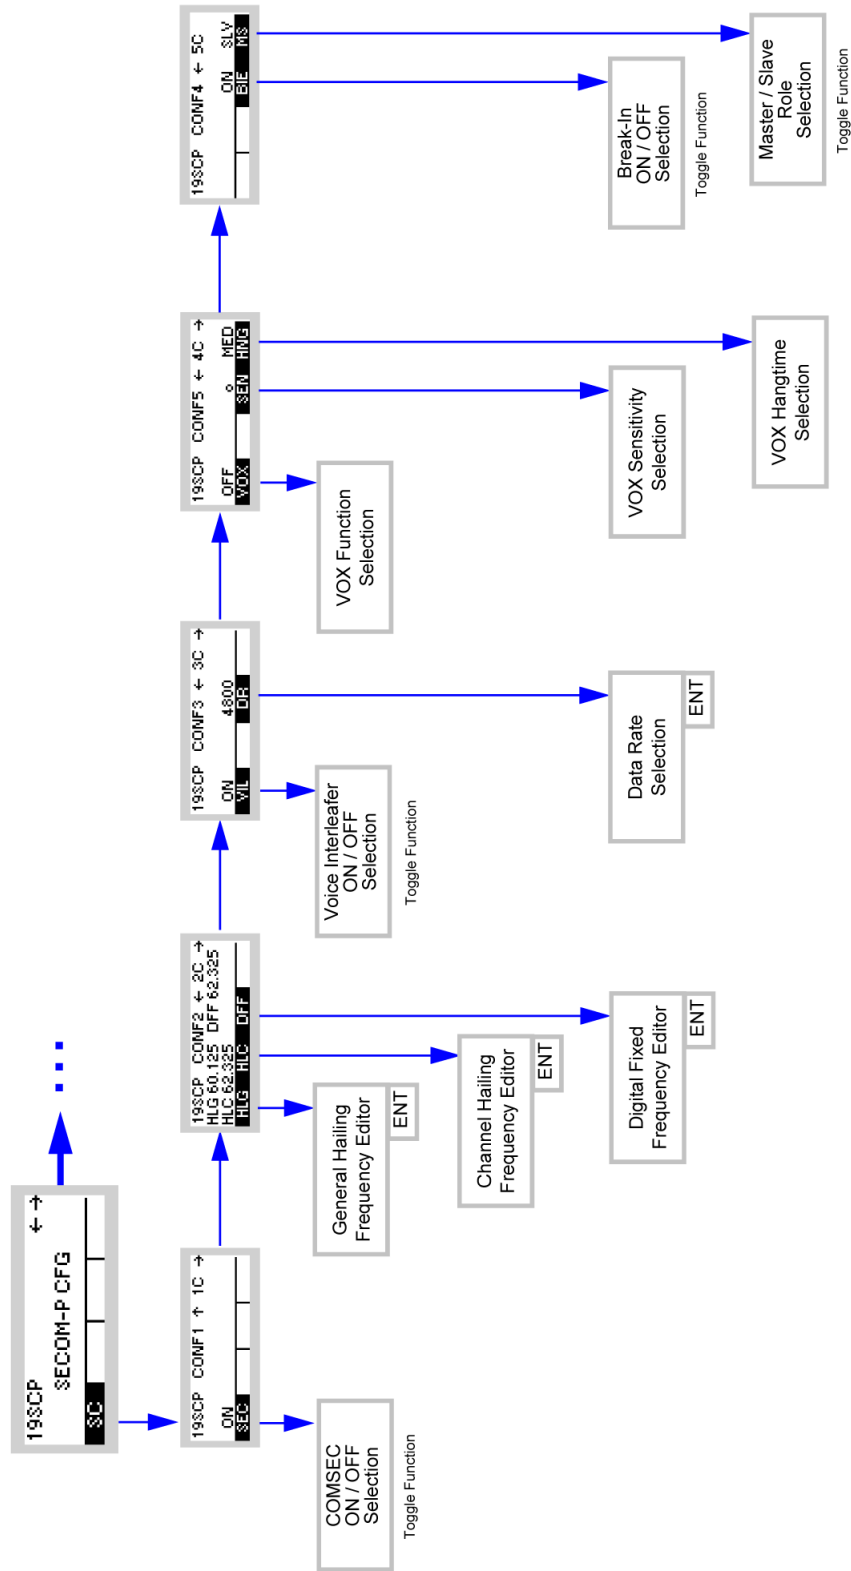 19SCP ← →
SECOM-P CFG
SC
...
19SCP CONF1 ↑ 1C →
ON
SEC
COMSEC
ON / OFF
Selection
Toggle Function
19SCP CONF2 ← 2C →
HLG 60.125 DFF 62.325
HLC 62.325
HLG HLC DFF
General Hailing
Frequency Editor
ENT
Channel Hailing
Frequency Editor
ENT
Digital Fixed
Frequency Editor
ENT
19SCP CONF3 ← 3C →
ON 4800
VIL DR
Voice Interleafer
ON / OFF
Selection
Toggle Function
Data Rate
Selection
ENT
19SCP CONF5 ← 4C →
OFF ° MED
VOX SEN HNG
VOX Function
Selection
VOX Sensitivity
Selection
VOX Hangtime
Selection
19SCP CONF4 ← 5C
ON SLV
BIE MS
Break-In
ON / OFF
Selection
Toggle Function
Master / Slave
Role
Selection
Toggle Function